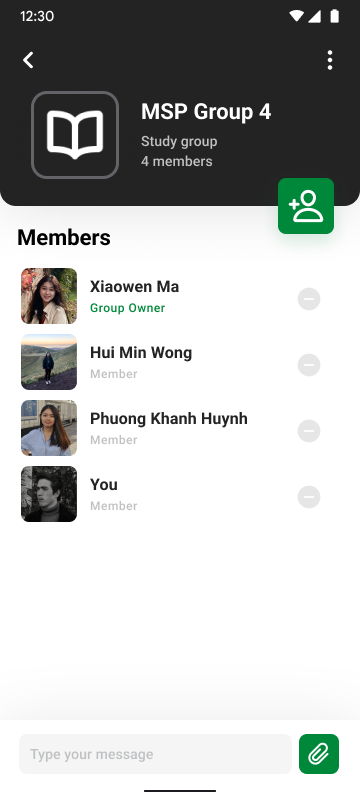 12:30
MSP Group 4
Study group
4 members
Members
Xiaowen Ma
Group Owner
Hui Min Wong
Member
Phuong Khanh Huynh
Member
You
Member
Type your message